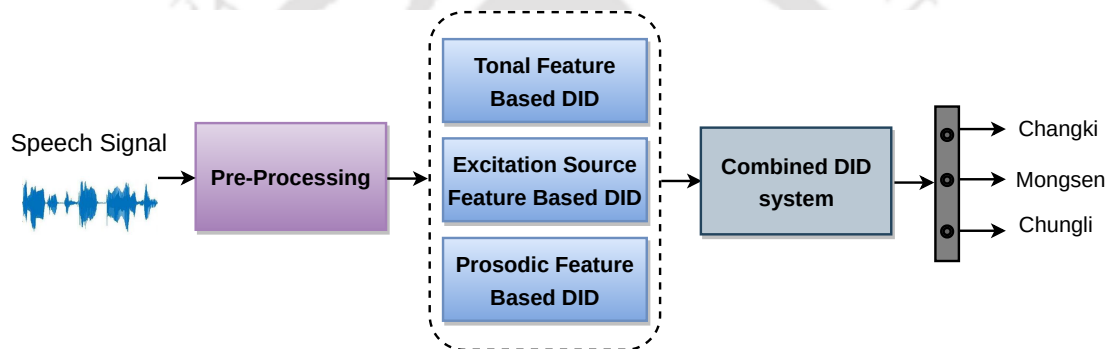 Speech Signal
Pre-Processing
Tonal Feature
Based DID
Excitation Source
Feature Based DID
Prosodic Feature
Based DID
Combined DID
system
Changki
Mongsen
Chungli